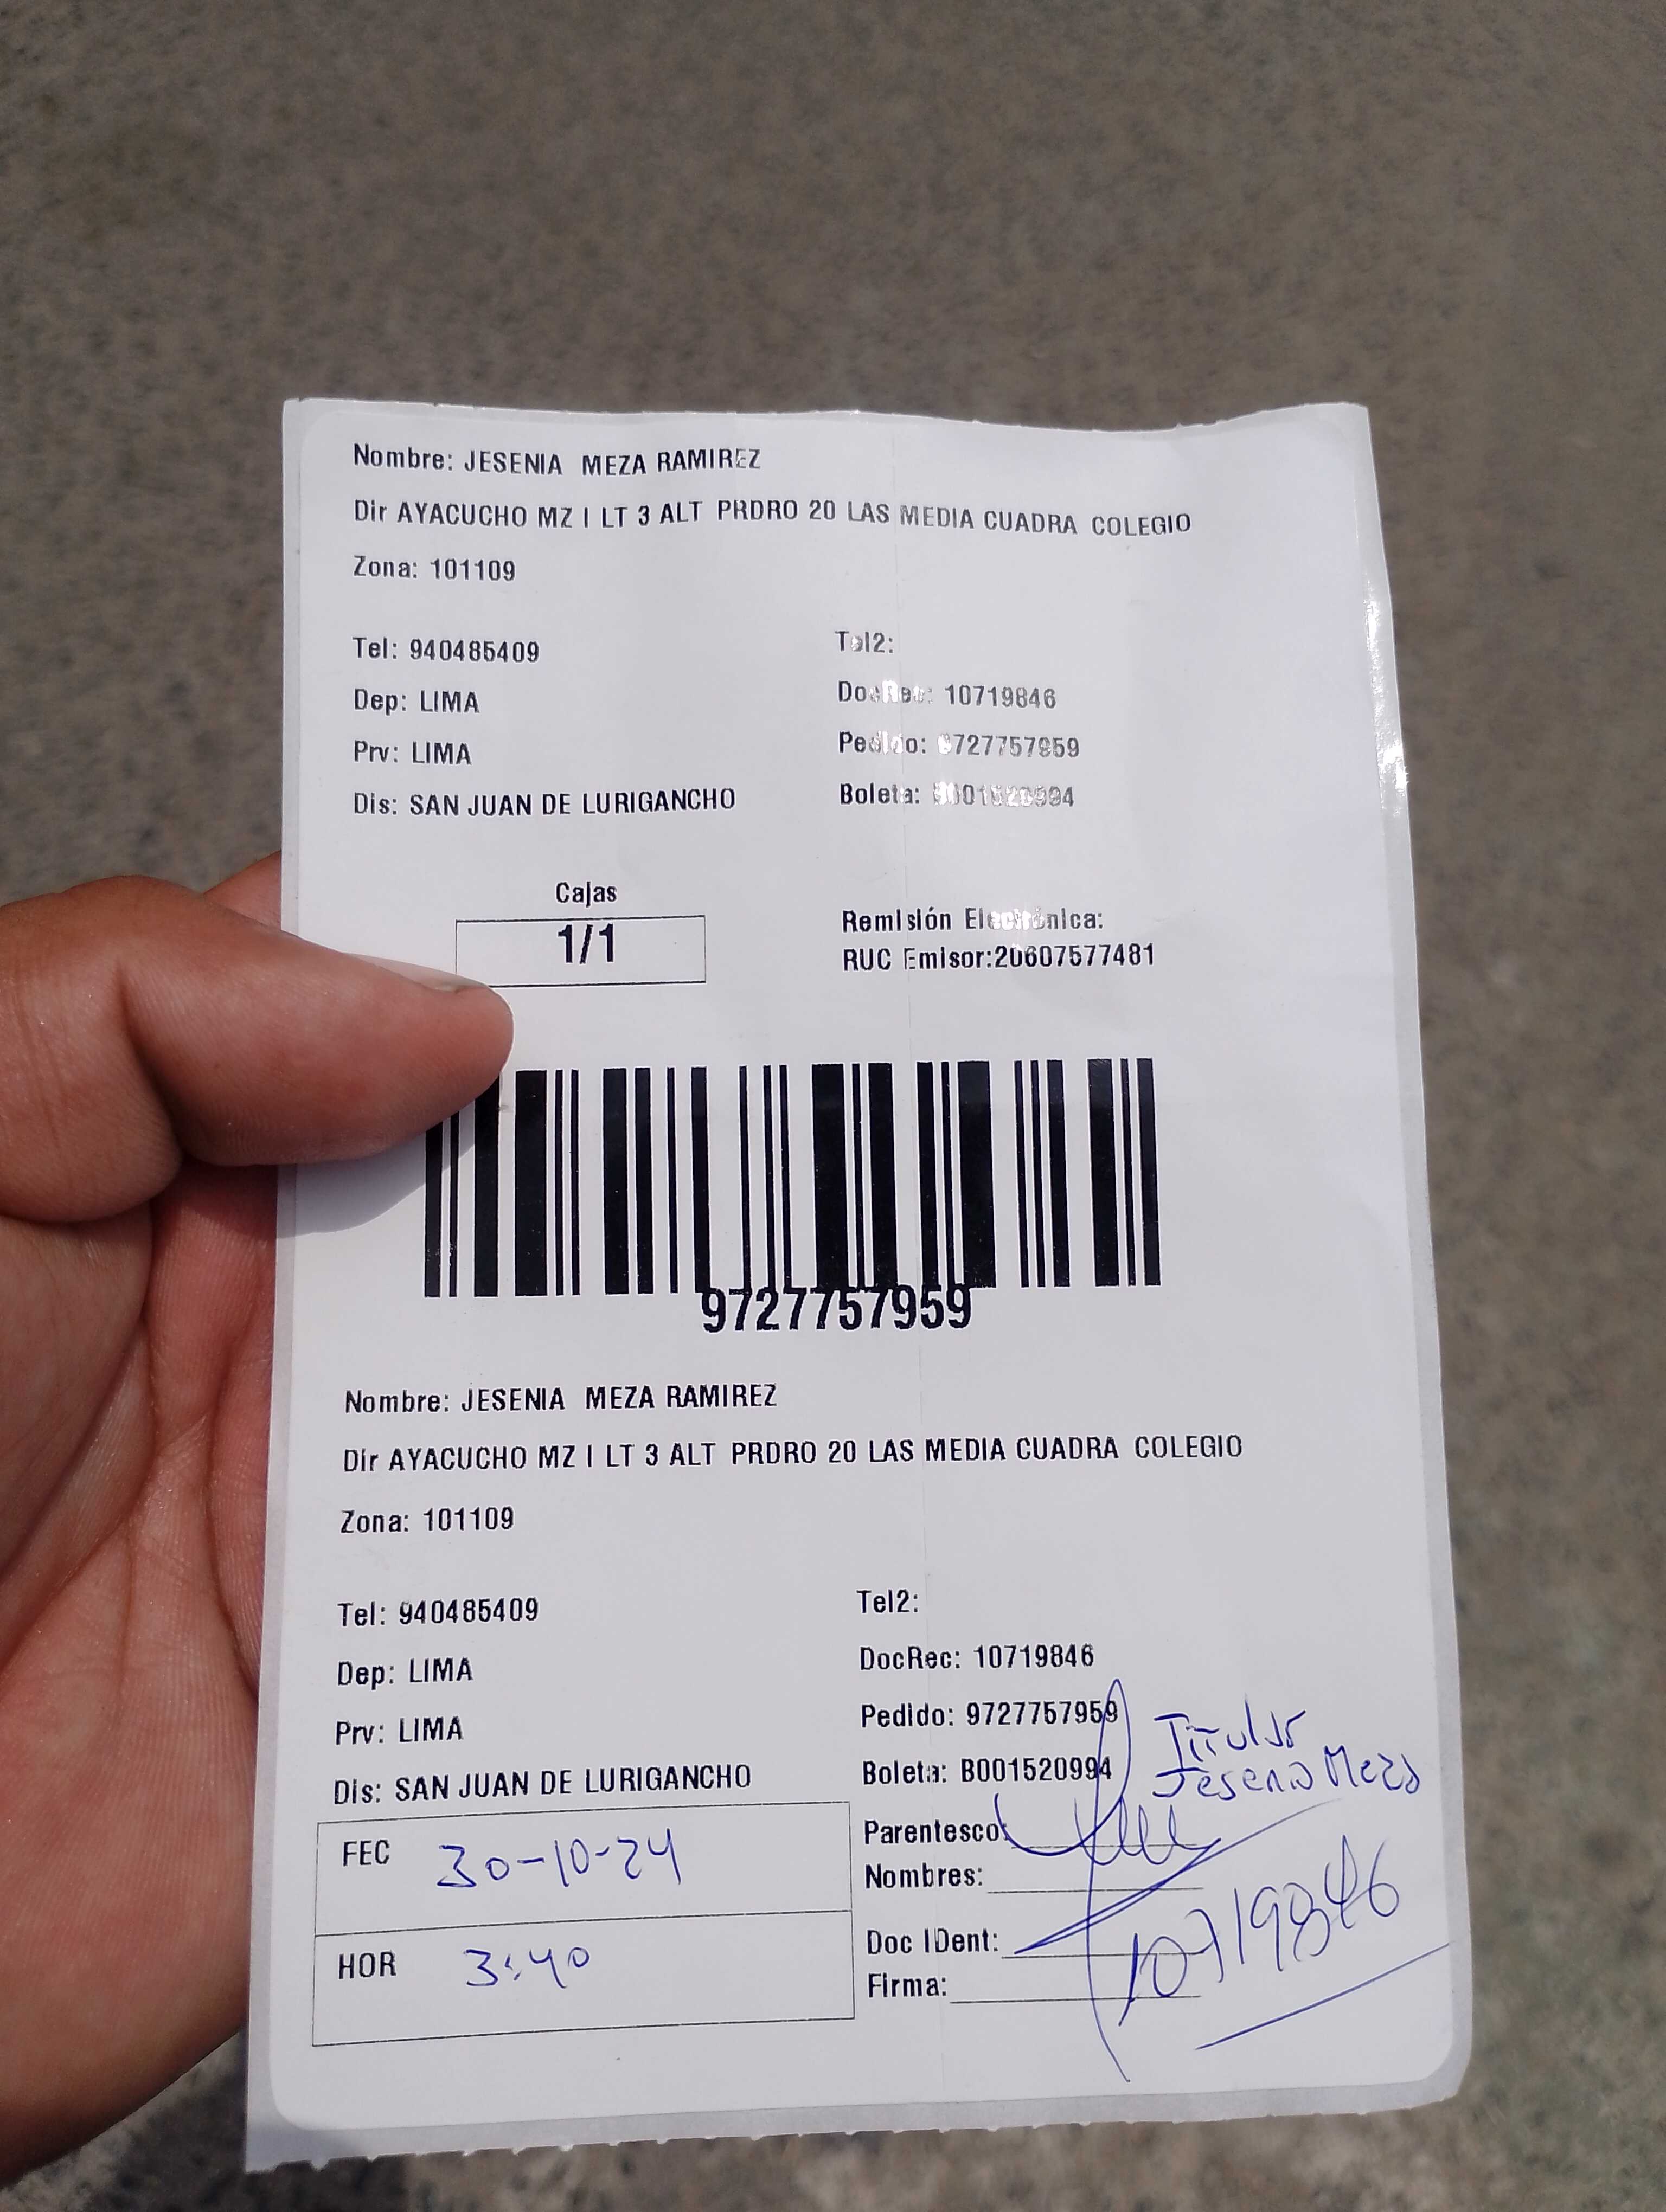 Nombre: JESENIA MEZA RAMIREZ
Dir AYACUCHO MZ I LT 3 ALT PRDRO 20 LAS MEDIA CUADRA COLEGIO
Zona: 101109
Tel: 940485409
Tel2:
Dep: LIMA
DocRec: 10719846
Prv: LIMA
Pedido: 9727757959
Dis: SAN JUAN DE LURIGANCHO
Boleta: B001520994
Cajas
1/1
Remisión Electrónica:
RUC Emisor:20607577481
9727757959
Nombre: JESENIA MEZA RAMIREZ
Dir AYACUCHO MZ I LT 3 ALT PRDRO 20 LAS MEDIA CUADRA COLEGIO
Zona: 101109
Tel: 940485409
Tel2:
Dep: LIMA
DocRec: 10719846
Prv: LIMA
Pedido: 9727757959
Dis: SAN JUAN DE LURIGANCHO
Boleta: B001520994
Titular
Jesenia Meza
FEC 30-10-24
Parentesco:
Nombres:
HOR 3:40
Doc IDent: 10719846
Firma: